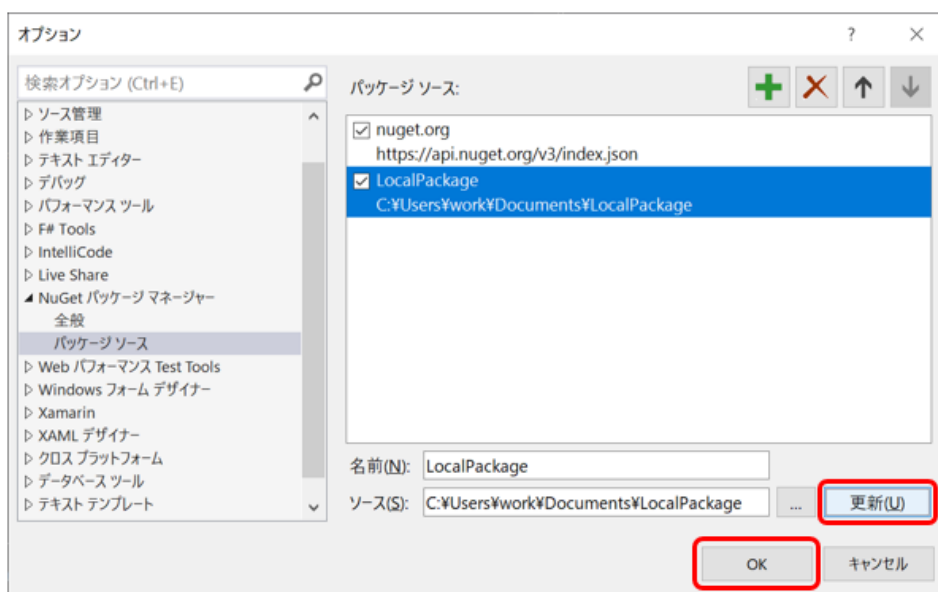 オプション
?
検索オプション (Ctrl+E)
ソース管理
作業項目
テキスト エディター
デバッグ
パフォーマンス ツール
F# Tools
IntelliCode
Live Share
NuGet パッケージ マネージャー
全般
パッケージ ソース
Web パフォーマンス Test Tools
Windows フォーム デザイナー
Xamarin
XAML デザイナー
クロス プラットフォーム
データベース ツール
テキスト テンプレート
パッケージ ソース:
nuget.org
https://api.nuget.org/v3/index.json
LocalPackage
C:¥Users¥work¥Documents¥LocalPackage
名前(N): LocalPackage
ソース(S): C:¥Users¥work¥Documents¥LocalPackage ... 更新(U)
OK キャンセル